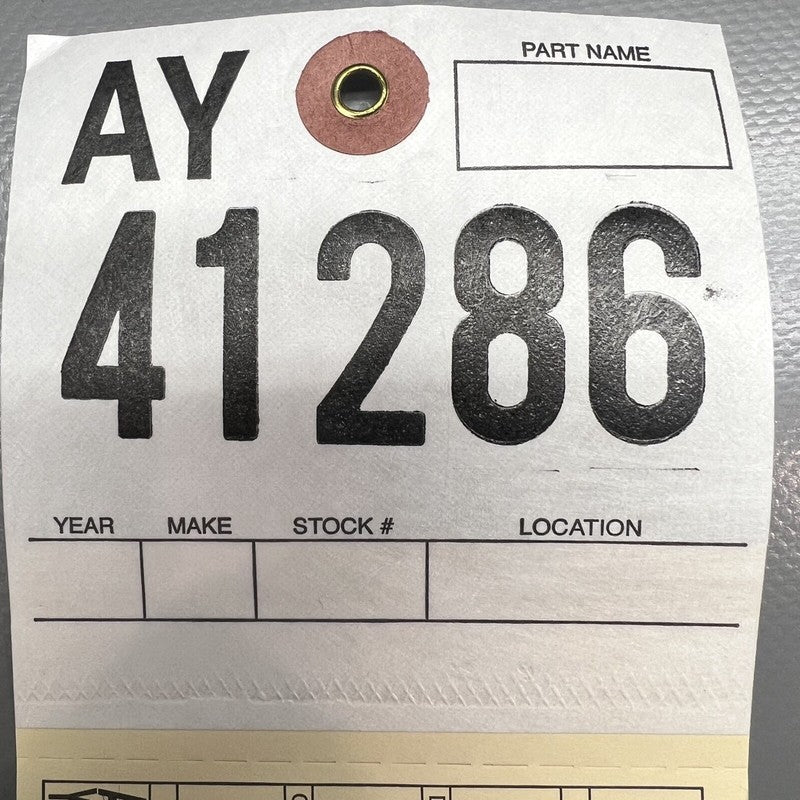 AY
PART NAME
41286
YEAR MAKE STOCK # LOCATION